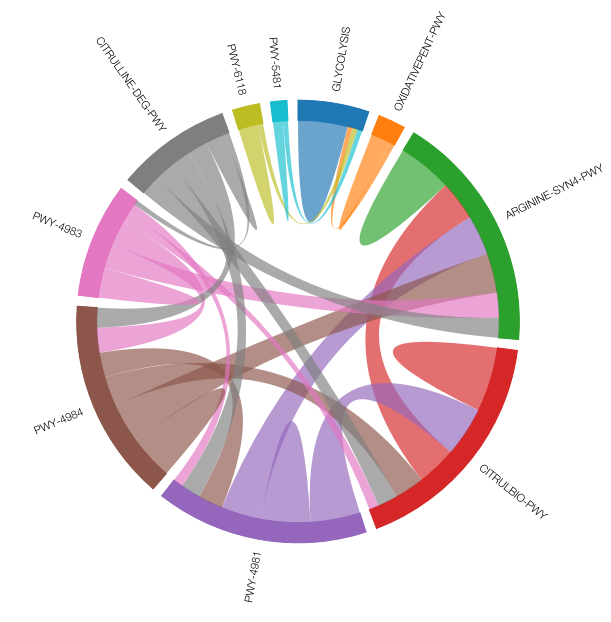 CITRULLINE-DEG-PWY
PWY-6118
PWY-5481
GLYCOLYSIS
OXIDATIVEPENT-PWY
ARGININE-SYN4-PWY
PWY-4983
PWY-4984
CITRULBIO-PWY
PWY-4981